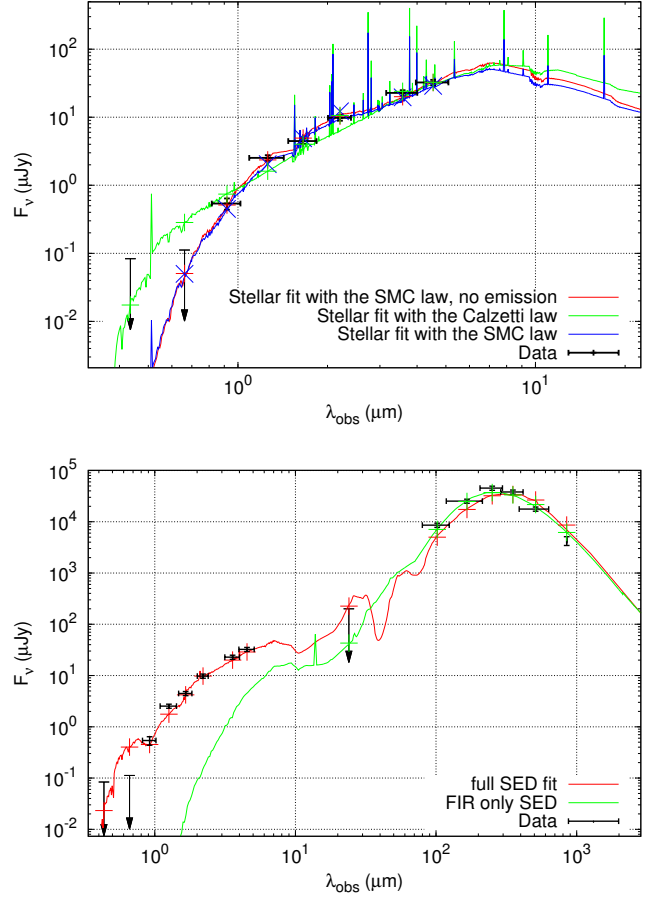 10^2
10^1
10^0
10^-1
10^-2
F_ν (μJy)
Stellar fit with the SMC law, no emission
Stellar fit with the Calzetti law
Stellar fit with the SMC law
Data
10^0
10^1
λ_obs (μm)
10^5
10^4
10^3
10^2
10^1
10^0
10^-1
10^-2
F_ν (μJy)
full SED fit
FIR only SED
Data
10^0
10^1
10^2
10^3
λ_obs (μm)